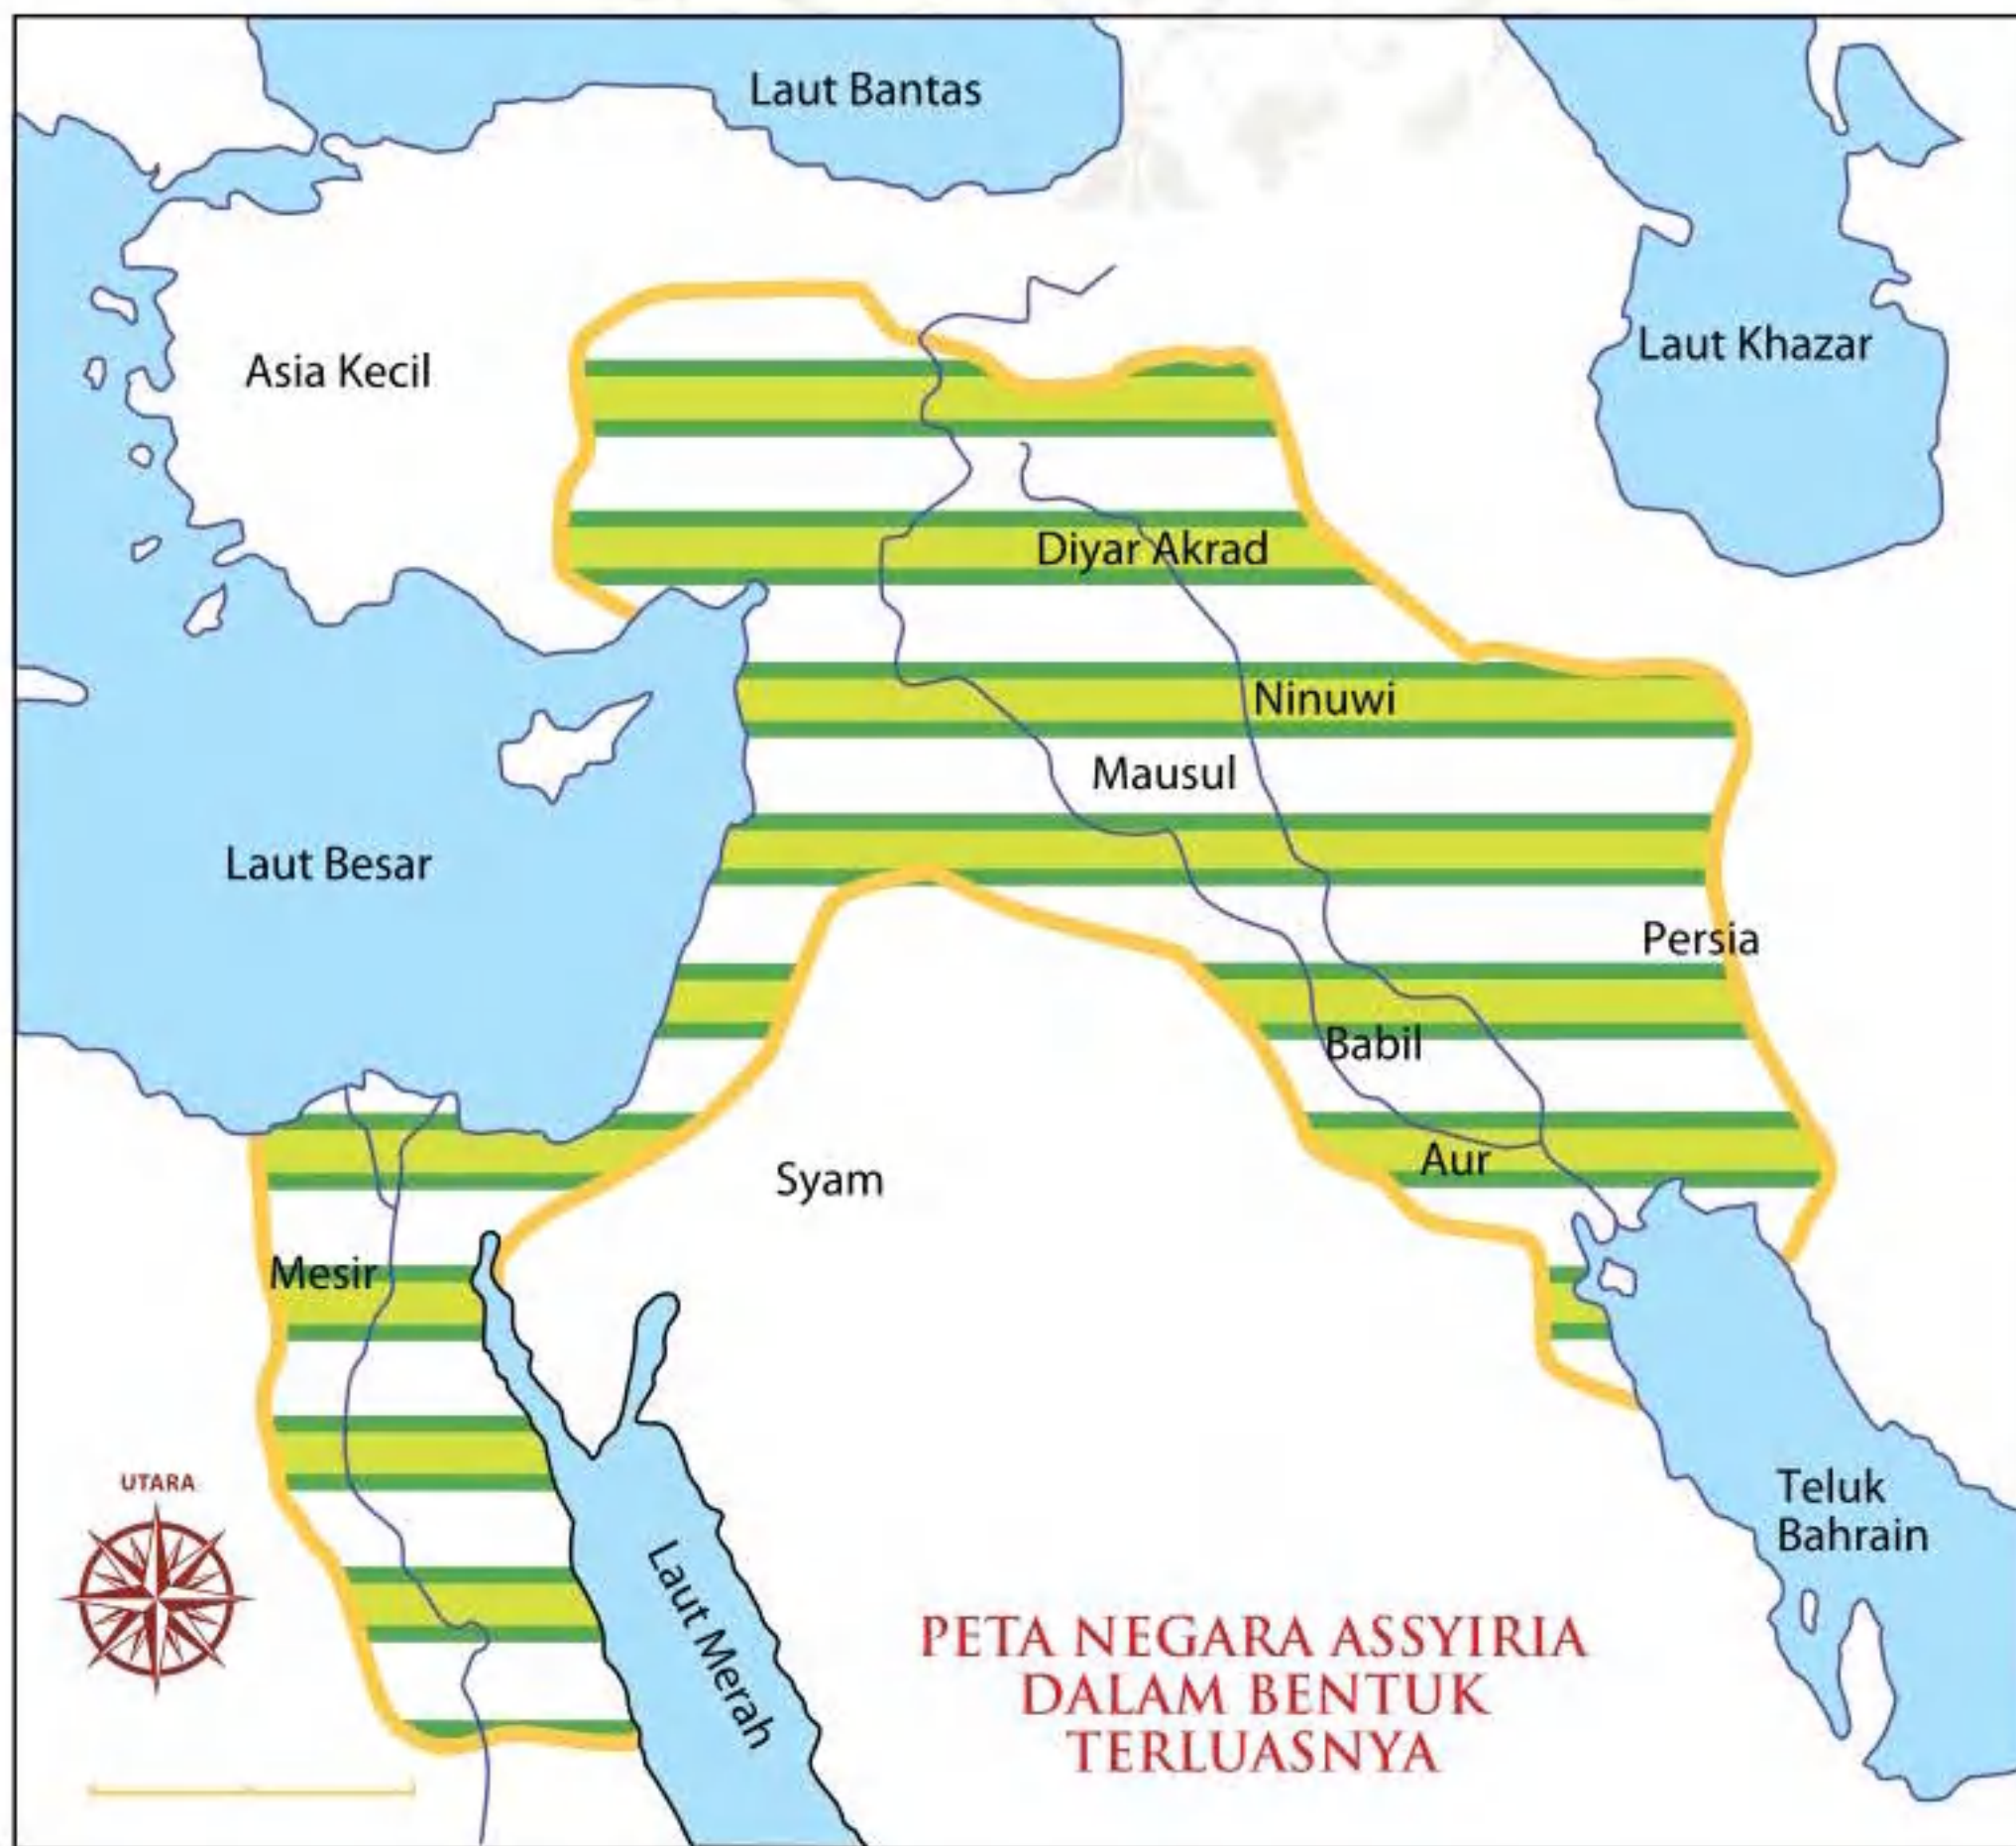 Laut Bantas
Laut Khazar
Asia Kecil
Diyar Akrad
Ninuwi
Mausul
Laut Besar
Persia
Babil
Aur
Syam
Mesir
UTARA
Teluk
Bahrain
Laut Merah
PETA NEGARA ASSYIRIA
DALAM BENTUK
TERLUASNYA